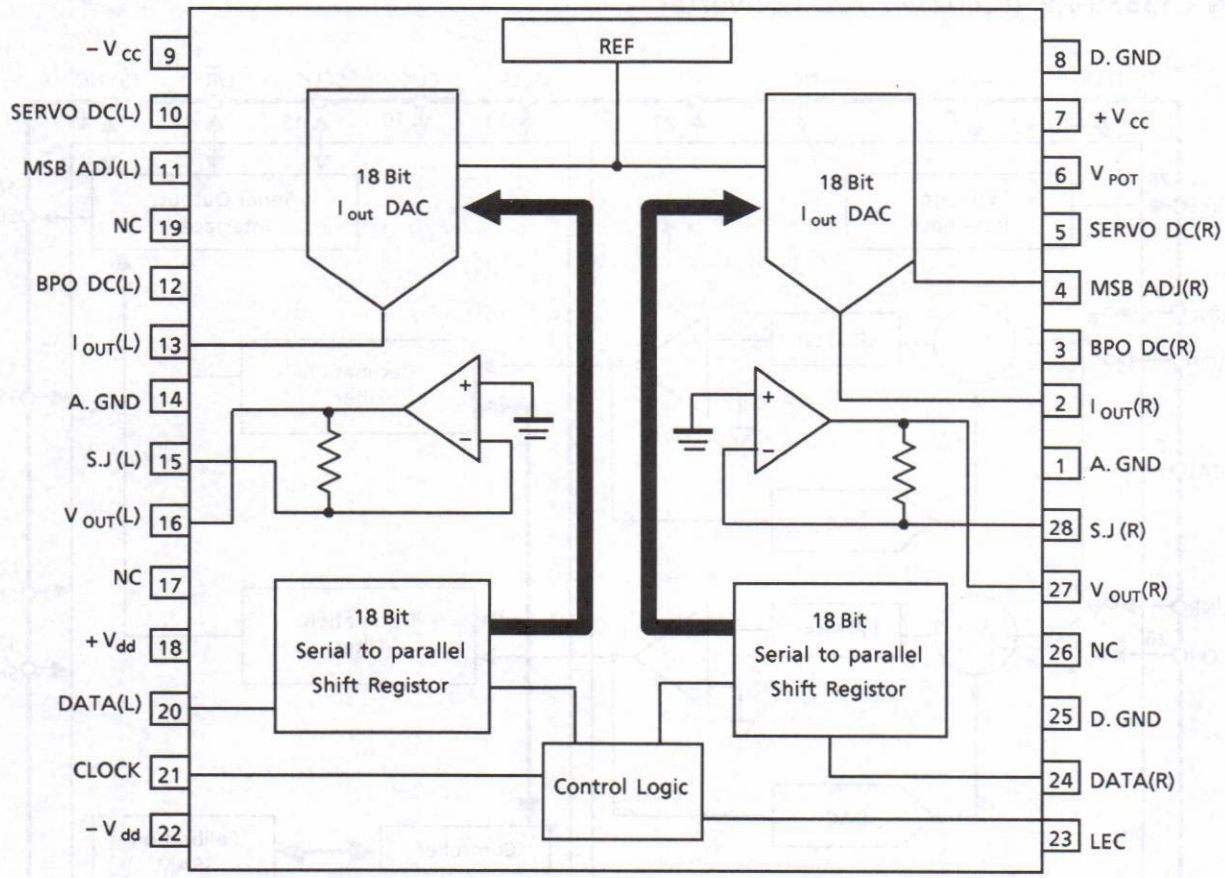 REF
−V CC 9
SERVO DC(L) 10
MSB ADJ(L) 11
NC 19
BPO DC(L) 12
I OUT(L) 13
A. GND 14
S.J (L) 15
V OUT(L) 16
NC 17
+V dd 18
DATA(L) 20
CLOCK 21
−V dd 22
18 Bit
I out DAC
18 Bit
I out DAC
+
−
+
−
18 Bit
Serial to parallel
Shift Registor
18 Bit
Serial to parallel
Shift Registor
Control Logic
8 D. GND
7 +V CC
6 V POT
5 SERVO DC(R)
4 MSB ADJ(R)
3 BPO DC(R)
2 I OUT(R)
1 A. GND
28 S.J (R)
27 V OUT(R)
26 NC
25 D. GND
24 DATA(R)
23 LEC